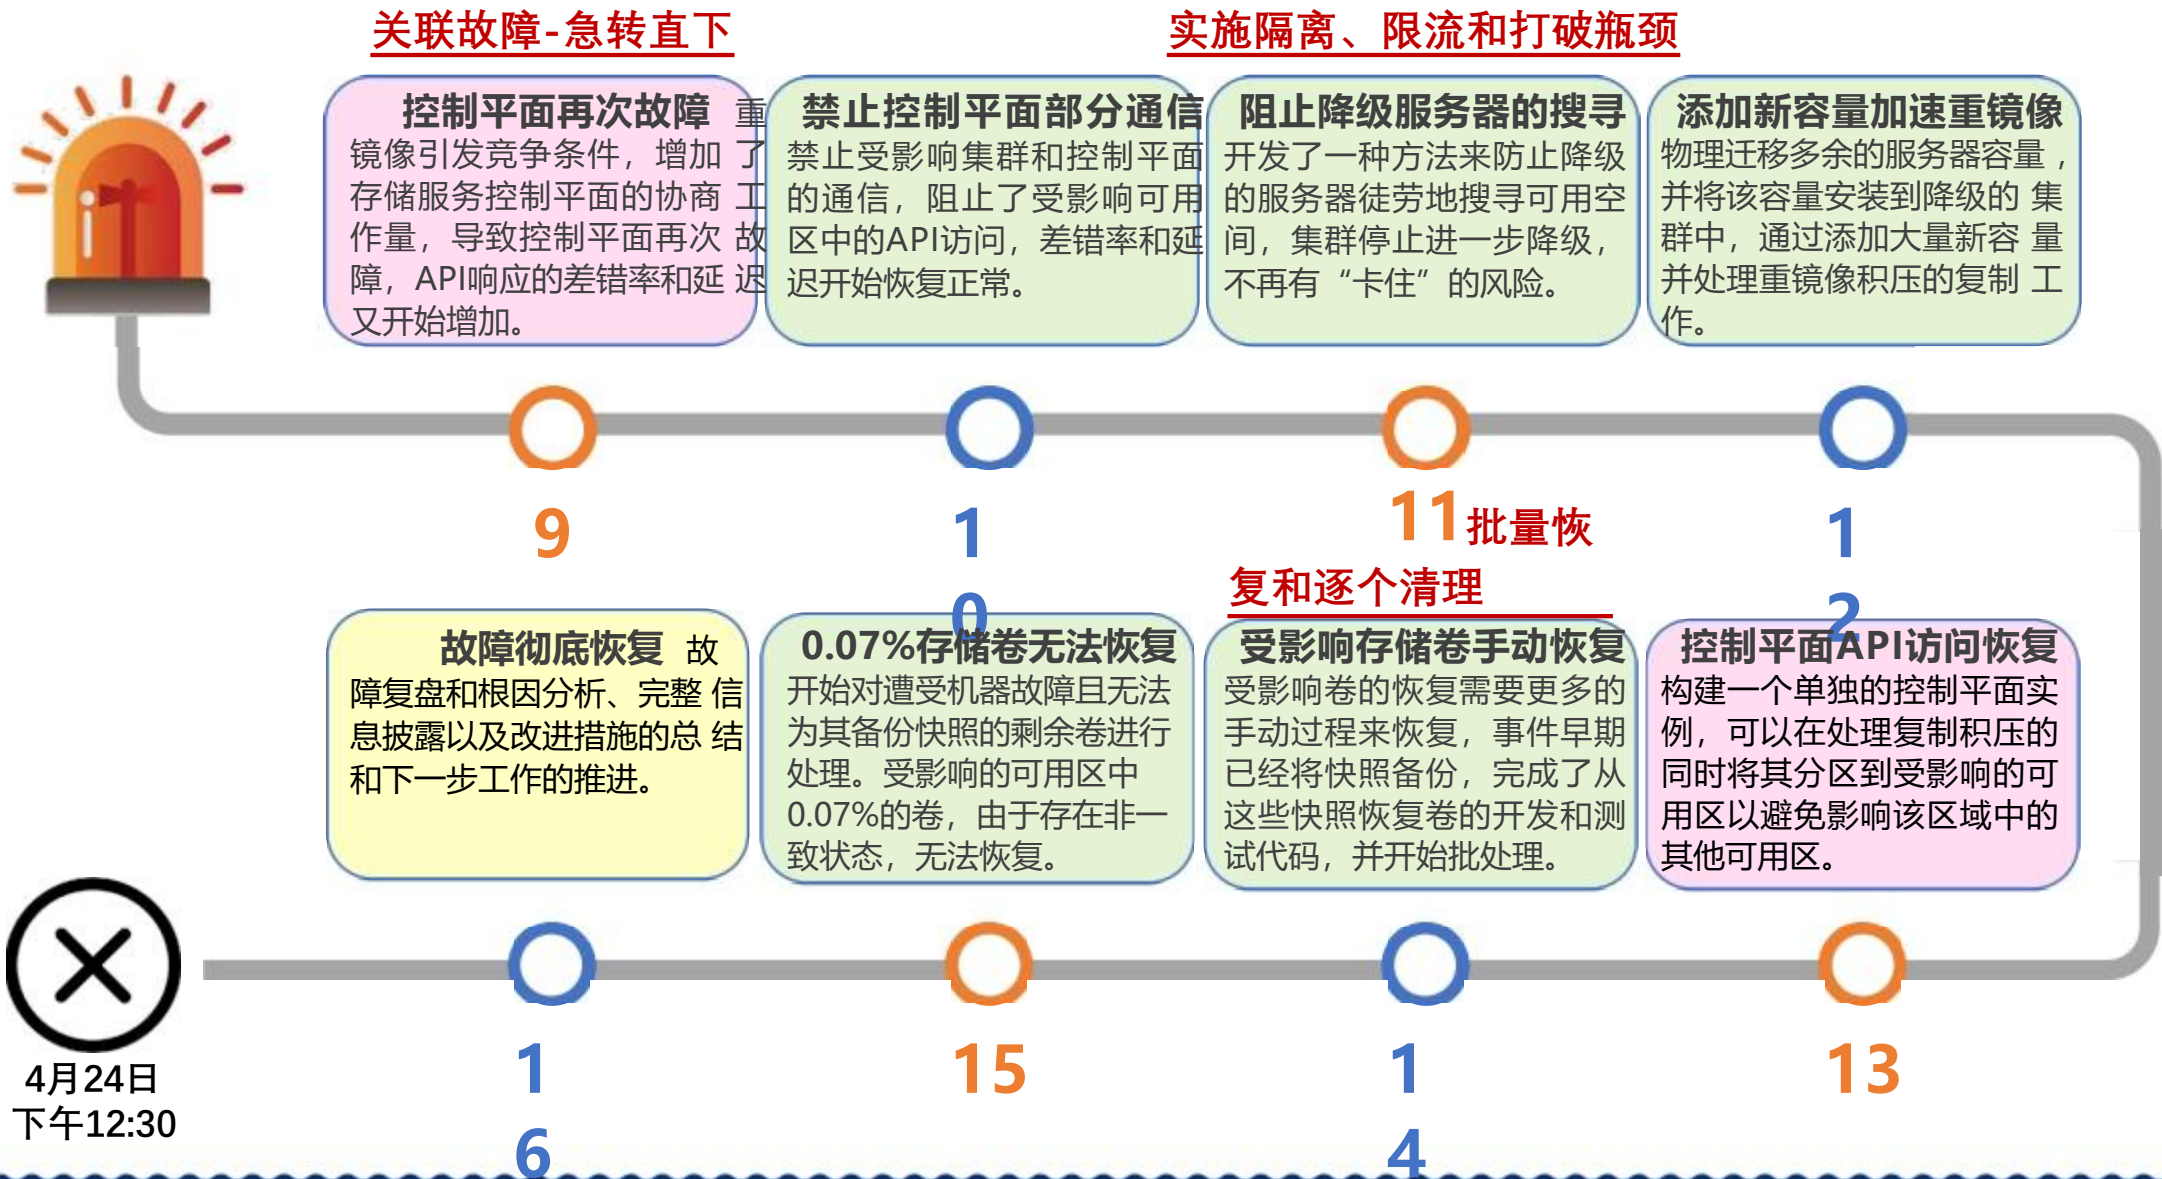 关联故障-急转直下
实施隔离、限流和打破瓶颈
控制平面再次故障 重
镜像引发竞争条件，增加 了
存储服务控制平面的协商 工
作量，导致控制平面再次 故
障，API响应的差错率和延 迟
又开始增加。
禁止控制平面部分通信
禁止受影响集群和控制平面
的通信，阻止了受影响可用
区中的API访问，差错率和延
迟开始恢复正常。
阻止降级服务器的搜寻
开发了一种方法来防止降级
的服务器徒劳地搜寻可用空
间，集群停止进一步降级，
不再有“卡住”的风险。
添加新容量加速重镜像
物理迁移多余的服务器容量，
并将该容量安装到降级的 集
群中，通过添加大量新容 量
并处理重镜像积压的复制 工
作。
9
1
0
11批量恢
复和逐个清理
1
2
故障彻底恢复 故
障复盘和根因分析、完整 信
息披露以及改进措施的总 结
和下一步工作的推进。
0.07%存储卷无法恢复
开始对遭受机器故障且无法
为其备份快照的剩余卷进行
处理。受影响的可用区中
0.07%的卷，由于存在非一
致状态，无法恢复。
受影响存储卷手动恢复
受影响卷的恢复需要更多的
手动过程来恢复，事件早期
已经将快照备份，完成了从
这些快照恢复卷的开发和测
试代码，并开始批处理。
控制平面API访问恢复
构建一个单独的控制平面实
例，可以在处理复制积压的
同时将其分区到受影响的可
用区以避免影响该区域中的
其他可用区。
4月24日
下午12:30
1
6
15
1
4
13